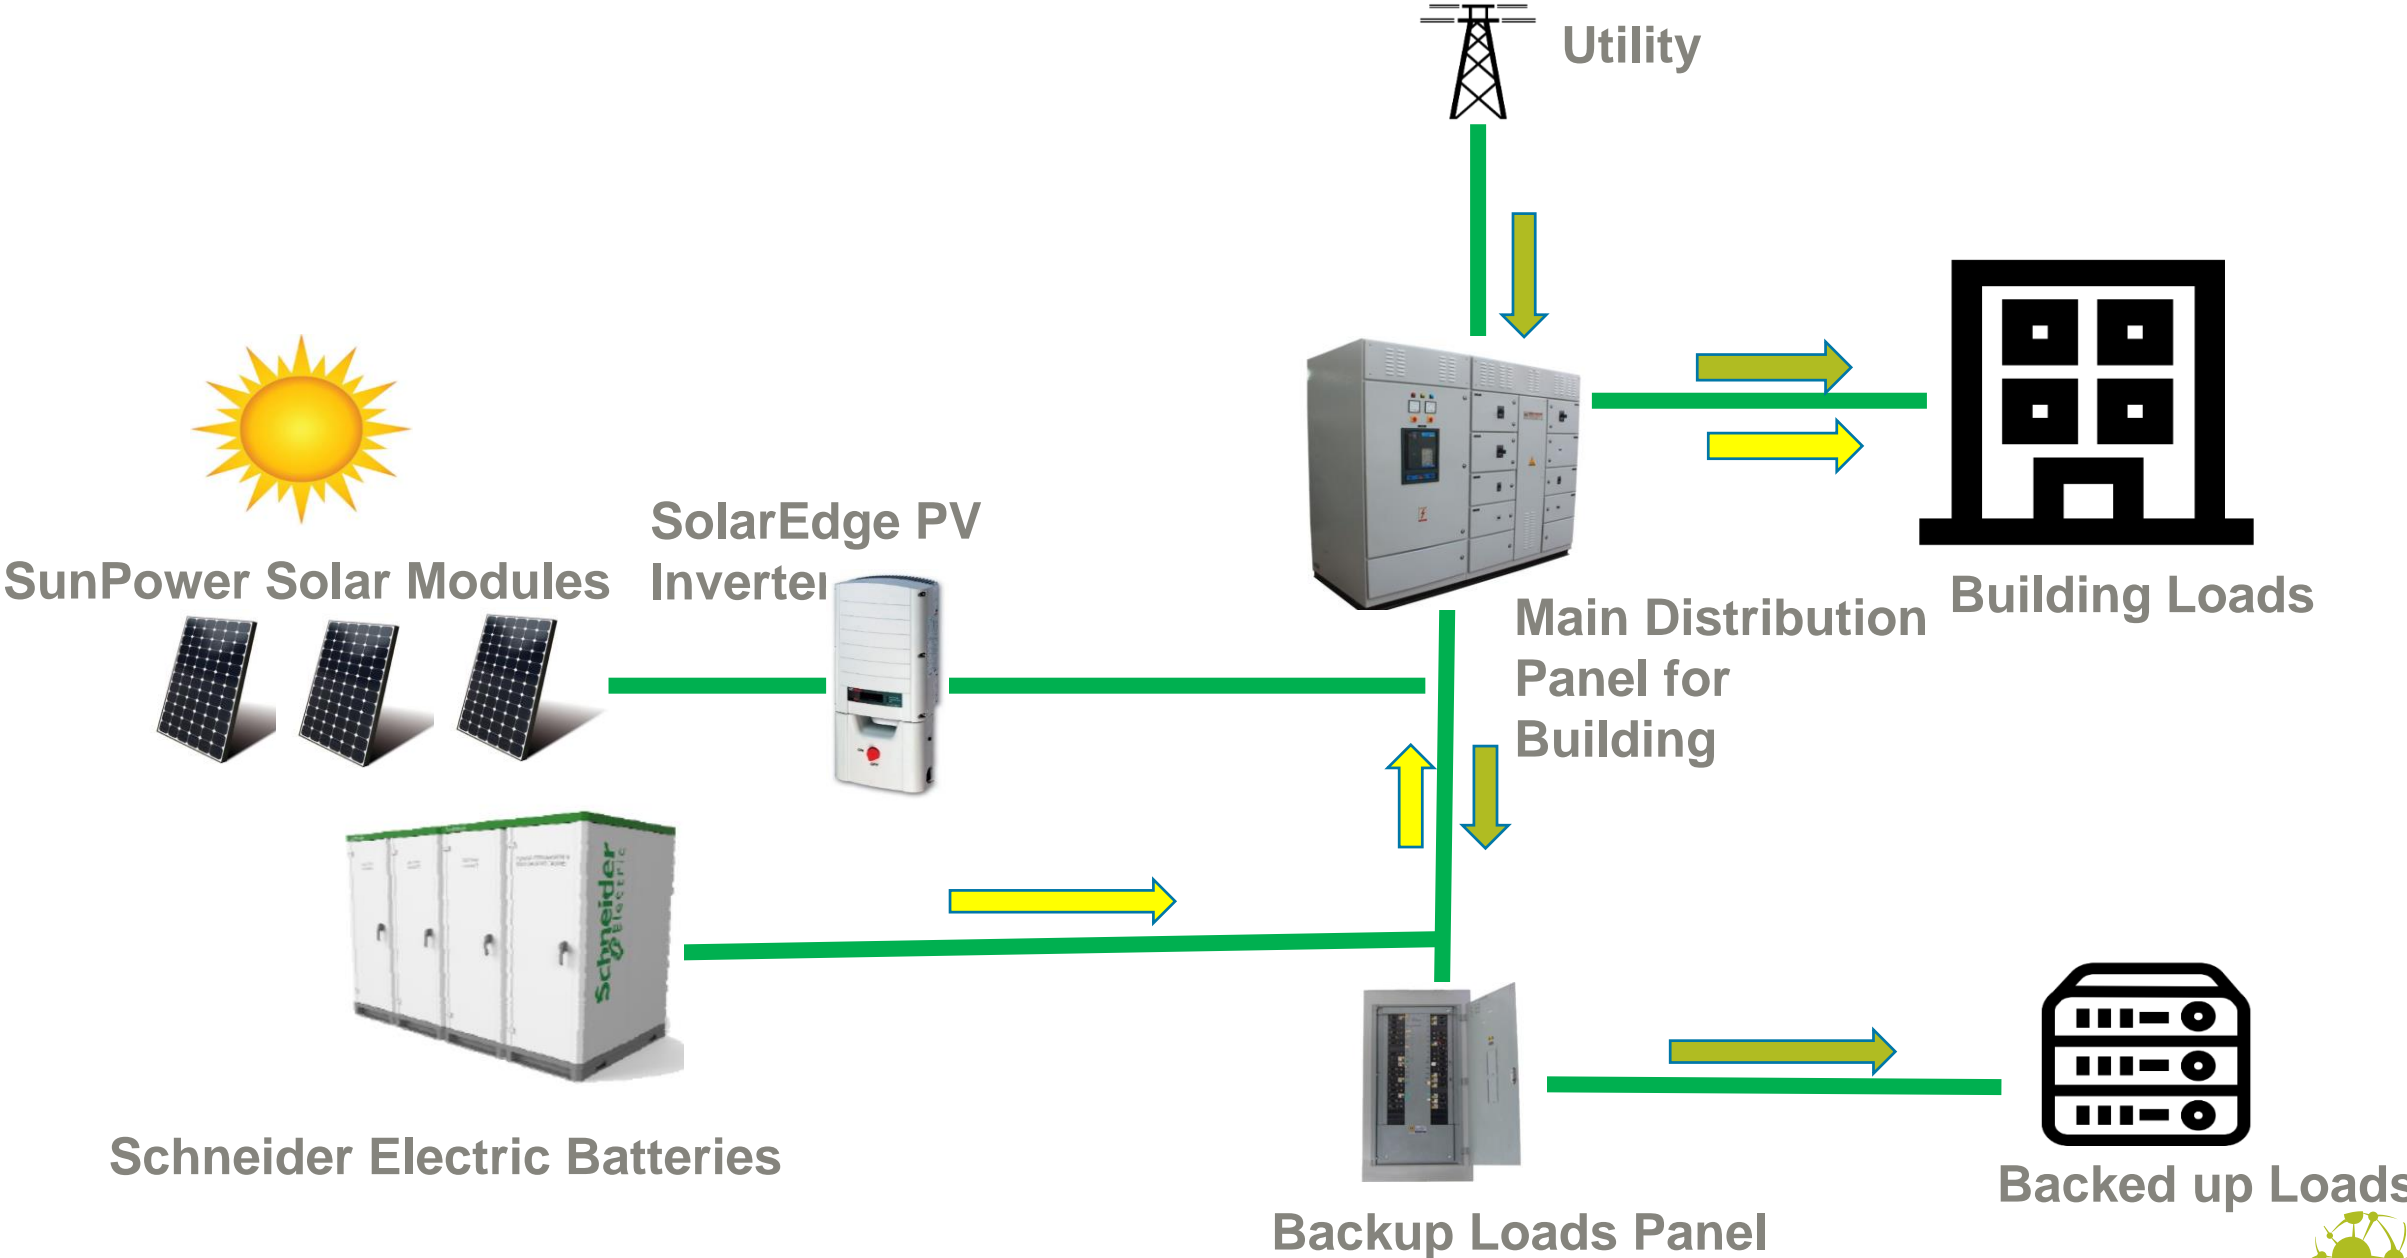 Utility
SolarEdge PV
Inverter
SunPower Solar Modules
Building Loads
Main Distribution
Panel for
Building
Schneider
Electric
Schneider Electric Batteries
Backed up Loads
Backup Loads Panel